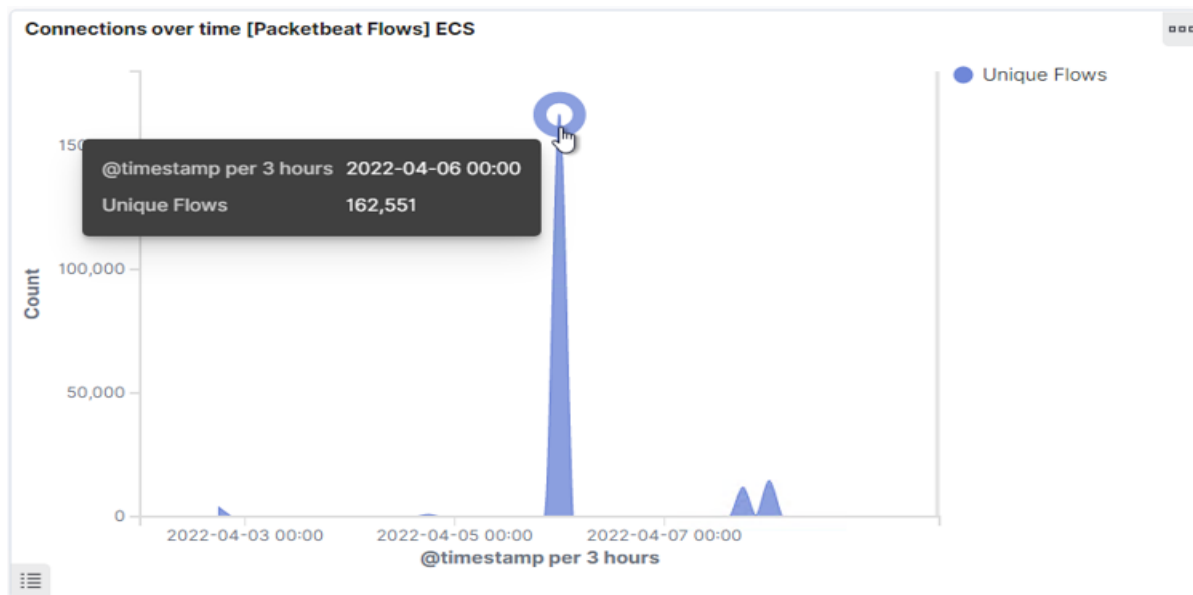 Connections over time [Packetbeat Flows] ECS
Unique Flows
@timestamp per 3 hours 2022-04-06 00:00
Unique Flows 162,551
100,000
50,000
0
Count
2022-04-03 00:00 2022-04-05 00:00 2022-04-07 00:00
@timestamp per 3 hours